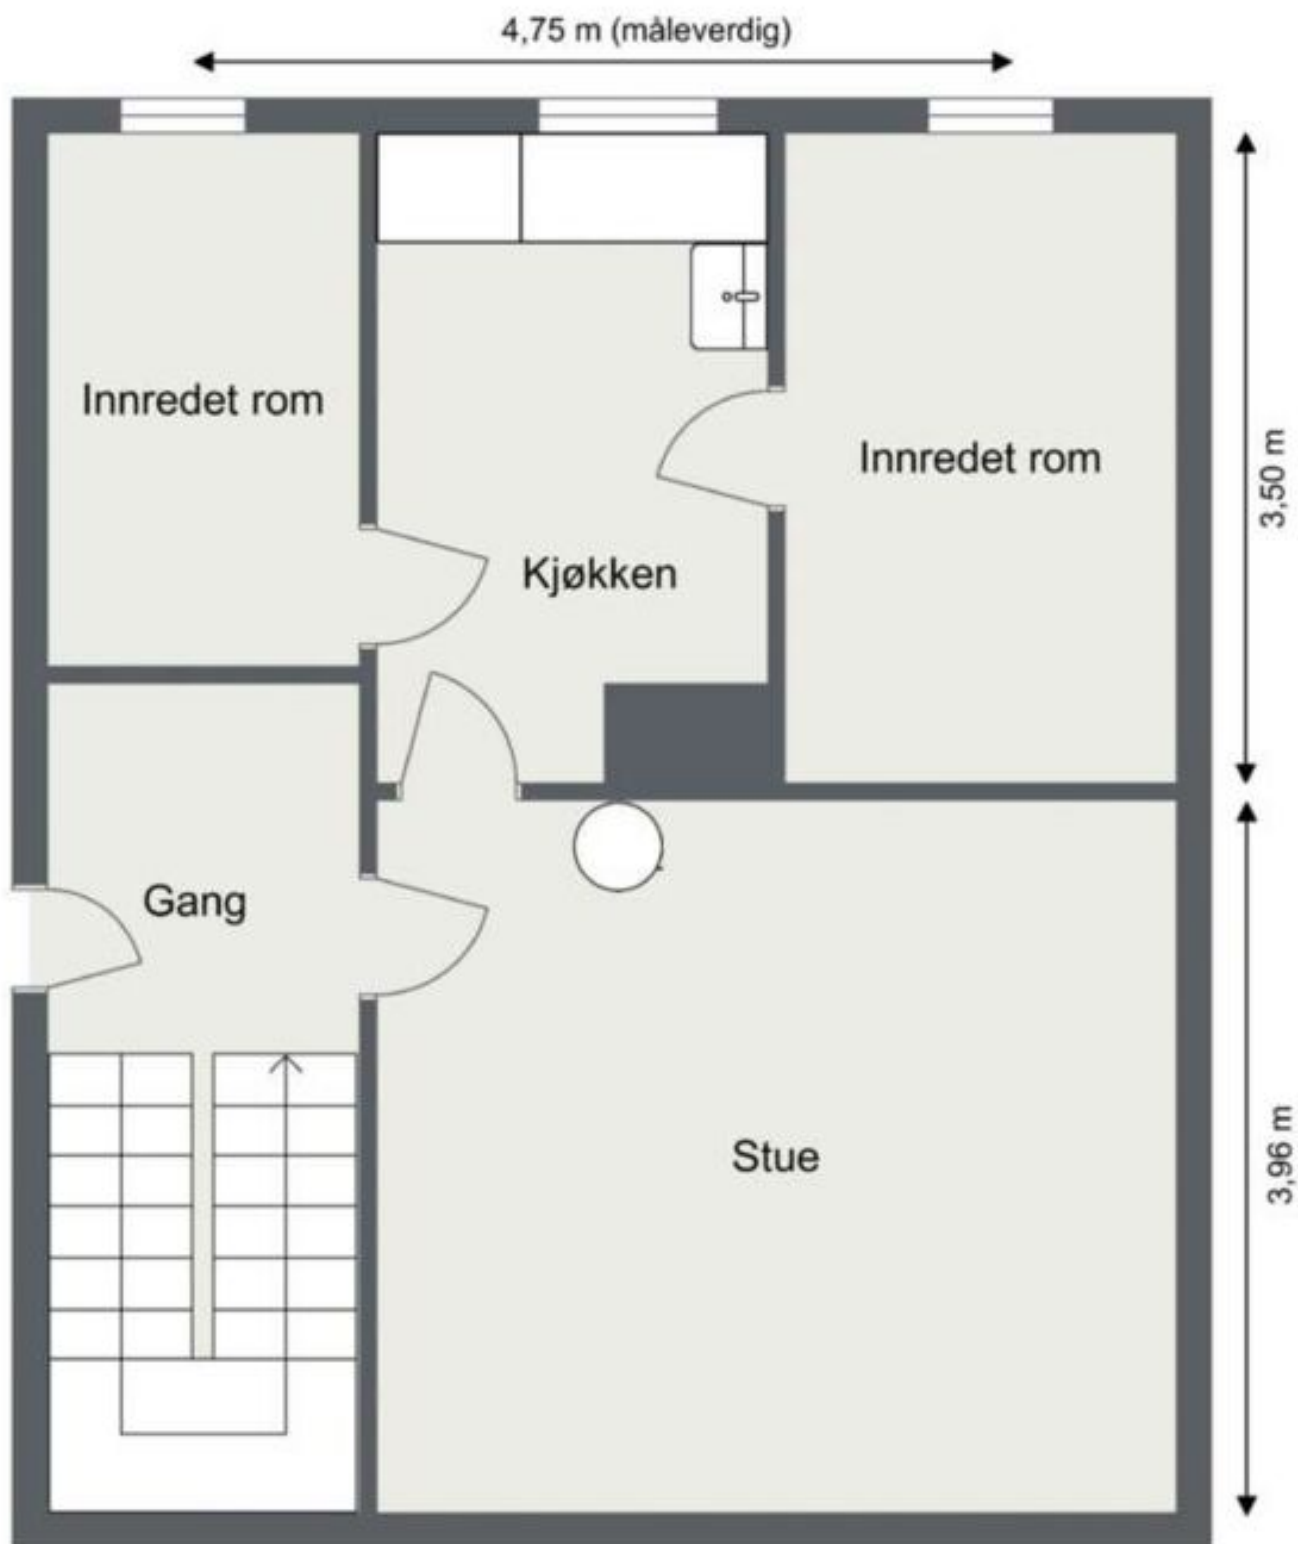 4,75 m (måleverdig)
Innredet rom
Innredet rom
3,50 m
Kjøkken
Gang
Stue
3,96 m